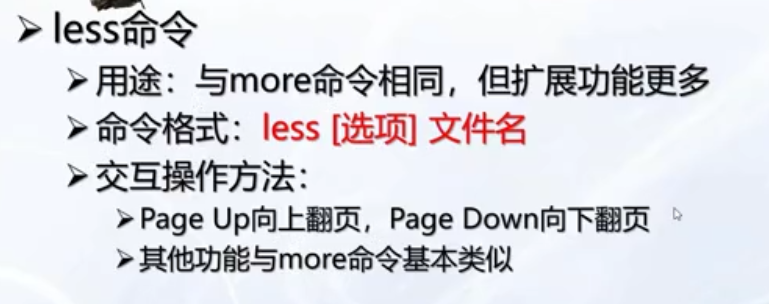 less命令
用途：与more命令相同，但扩展功能更多
命令格式：less [选项] 文件名
交互操作方法：
Page Up向上翻页，Page Down向下翻页
其他功能与more命令基本类似